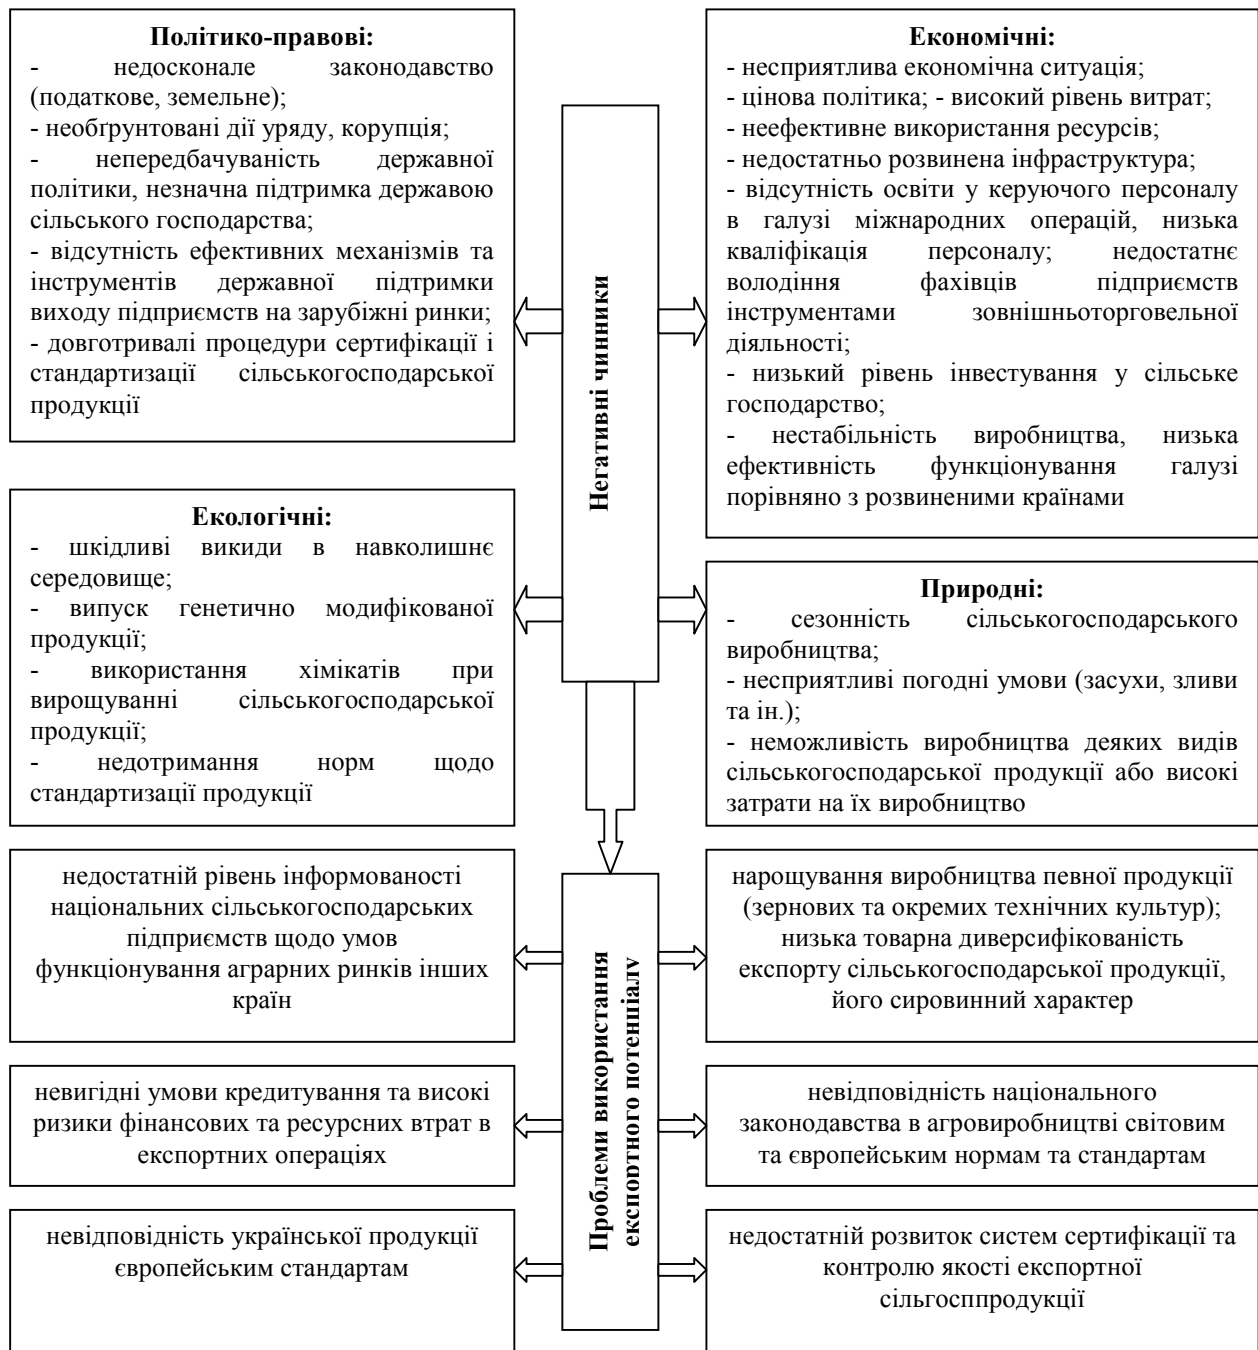 Політико-правові:
- недосконале законодавство
(податкове, земельне);
- необґрунтовані дії уряду, корупція;
- непередбачуваність державної
політики, незначна підтримка державою
сільського господарства;
- відсутність ефективних механізмів та
інструментів державної підтримки
виходу підприємств на зарубіжні ринки;
- довготривалі процедури сертифікації і
стандартизації сільськогосподарської
продукції
Економічні:
- несприятлива економічна ситуація;
- цінова політика; - високий рівень витрат;
- неефективне використання ресурсів;
- недостатньо розвинена інфраструктура;
- відсутність освіти у керуючого персоналу
в галузі міжнародних операцій, низька
кваліфікація персоналу; недостатнє
володіння фахівців підприємств
інструментами зовнішньоторговельної
діяльності;
- низький рівень інвестування у сільське
господарство;
- нестабільність виробництва, низька
ефективність функціонування галузі
порівняно з розвиненими країнами
Негативні чинники
Екологічні:
- шкідливі викиди в навколишнє
середовище;
- випуск генетично модифікованої
продукції;
- використання хімікатів при
вирощуванні сільськогосподарської
продукції;
- недотримання норм щодо
стандартизації продукції
Природні:
- сезонність сільськогосподарського
виробництва;
- несприятливі погодні умови (засухи, зливи
та ін.);
- неможливість виробництва деяких видів
сільськогосподарської продукції або високі
затрати на їх виробництво
недостатній рівень інформованості
національних сільськогосподарських
підприємств щодо умов
функціонування аграрних ринків інших
країн
нарощування виробництва певної продукції
(зернових та окремих технічних культур);
низька товарна диверсифікованість
експорту сільськогосподарської продукції,
його сировинний характер
Проблеми використання
експортного потенціалу
невигідні умови кредитування та високі
ризики фінансових та ресурсних втрат в
експортних операціях
невідповідність національного
законодавства в агровиробництві світовим
та європейським нормам та стандартам
невідповідність української продукції
європейським стандартам
недостатній розвиток систем сертифікації та
контролю якості експортної
сільгосппродукції